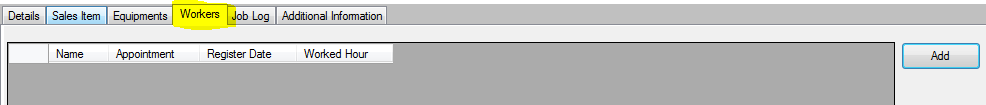 Details Sales Item Equipments Workers Job Log Additional Information
Name Appointment Register Date Worked Hour Add